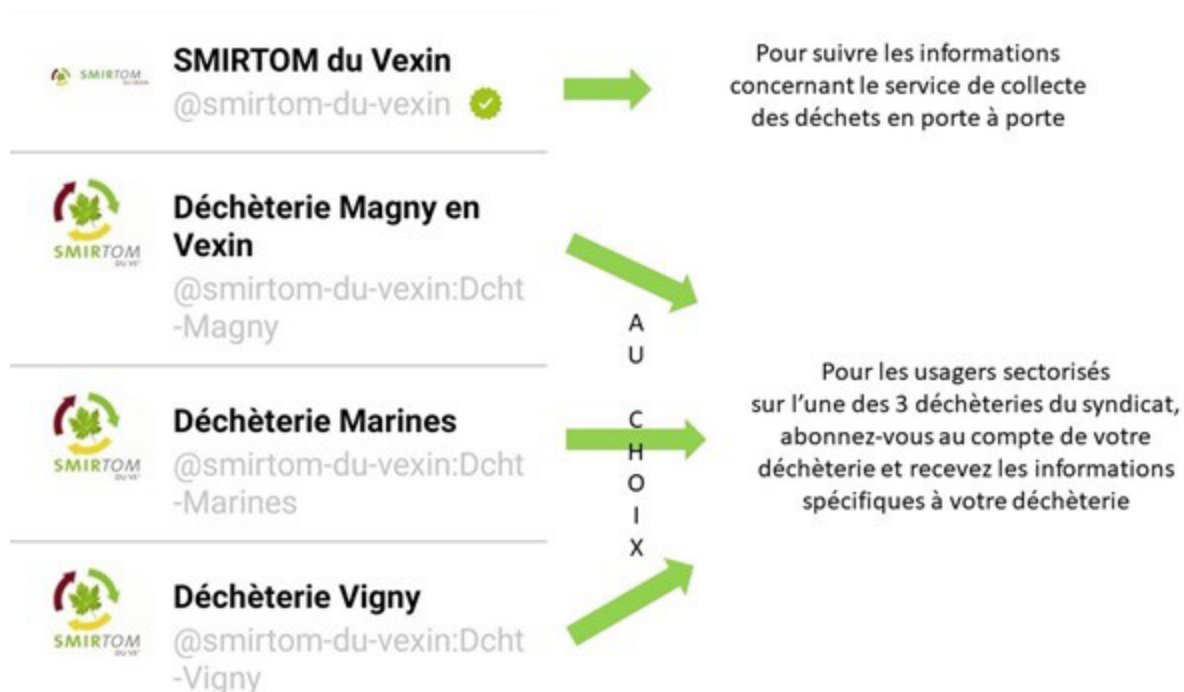 SMIRTOM
SMIRTOM du Vexin
@smirtom-du-vexin
Pour suivre les informations
concernant le service de collecte
des déchets en porte à porte
SMIRTOM
Déchèterie Magny en
Vexin
@smirtom-du-vexin:Dcht
-Magny
SMIRTOM
Déchèterie Marines
@smirtom-du-vexin:Dcht
-Marines
SMIRTOM
Déchèterie Vigny
@smirtom-du-vexin:Dcht
-Vigny
AU CHOIX
Pour les usagers sectorisés
sur l'une des 3 déchèteries du syndicat,
abonnez-vous au compte de votre
déchèterie et recevez les informations
spécifiques à votre déchèterie